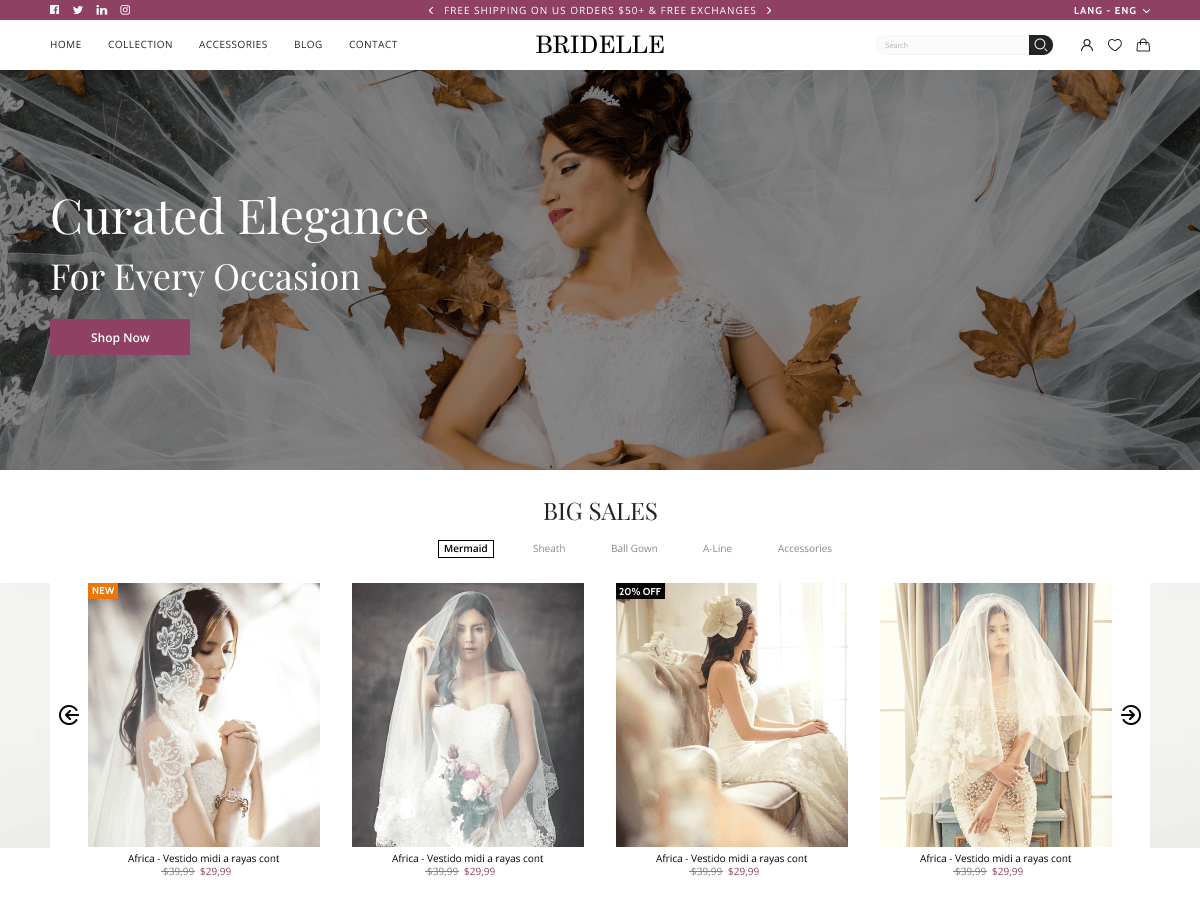 FREE SHIPPING ON US ORDERS $50+ & FREE EXCHANGES
LANG - ENG
HOME
COLLECTION
ACCESSORIES
BLOG
CONTACT
BRIDELLE
Search
Curated Elegance
For Every Occasion
Shop Now
BIG SALES
Mermaid
Sheath
Ball Gown
A-Line
Accessories
NEW
20% OFF
Africa - Vestido midi a rayas cont
$39,99 $29,99
Africa - Vestido midi a rayas cont
$39,99 $29,99
Africa - Vestido midi a rayas cont
$39,99 $29,99
Africa - Vestido midi a rayas cont
$39,99 $29,99